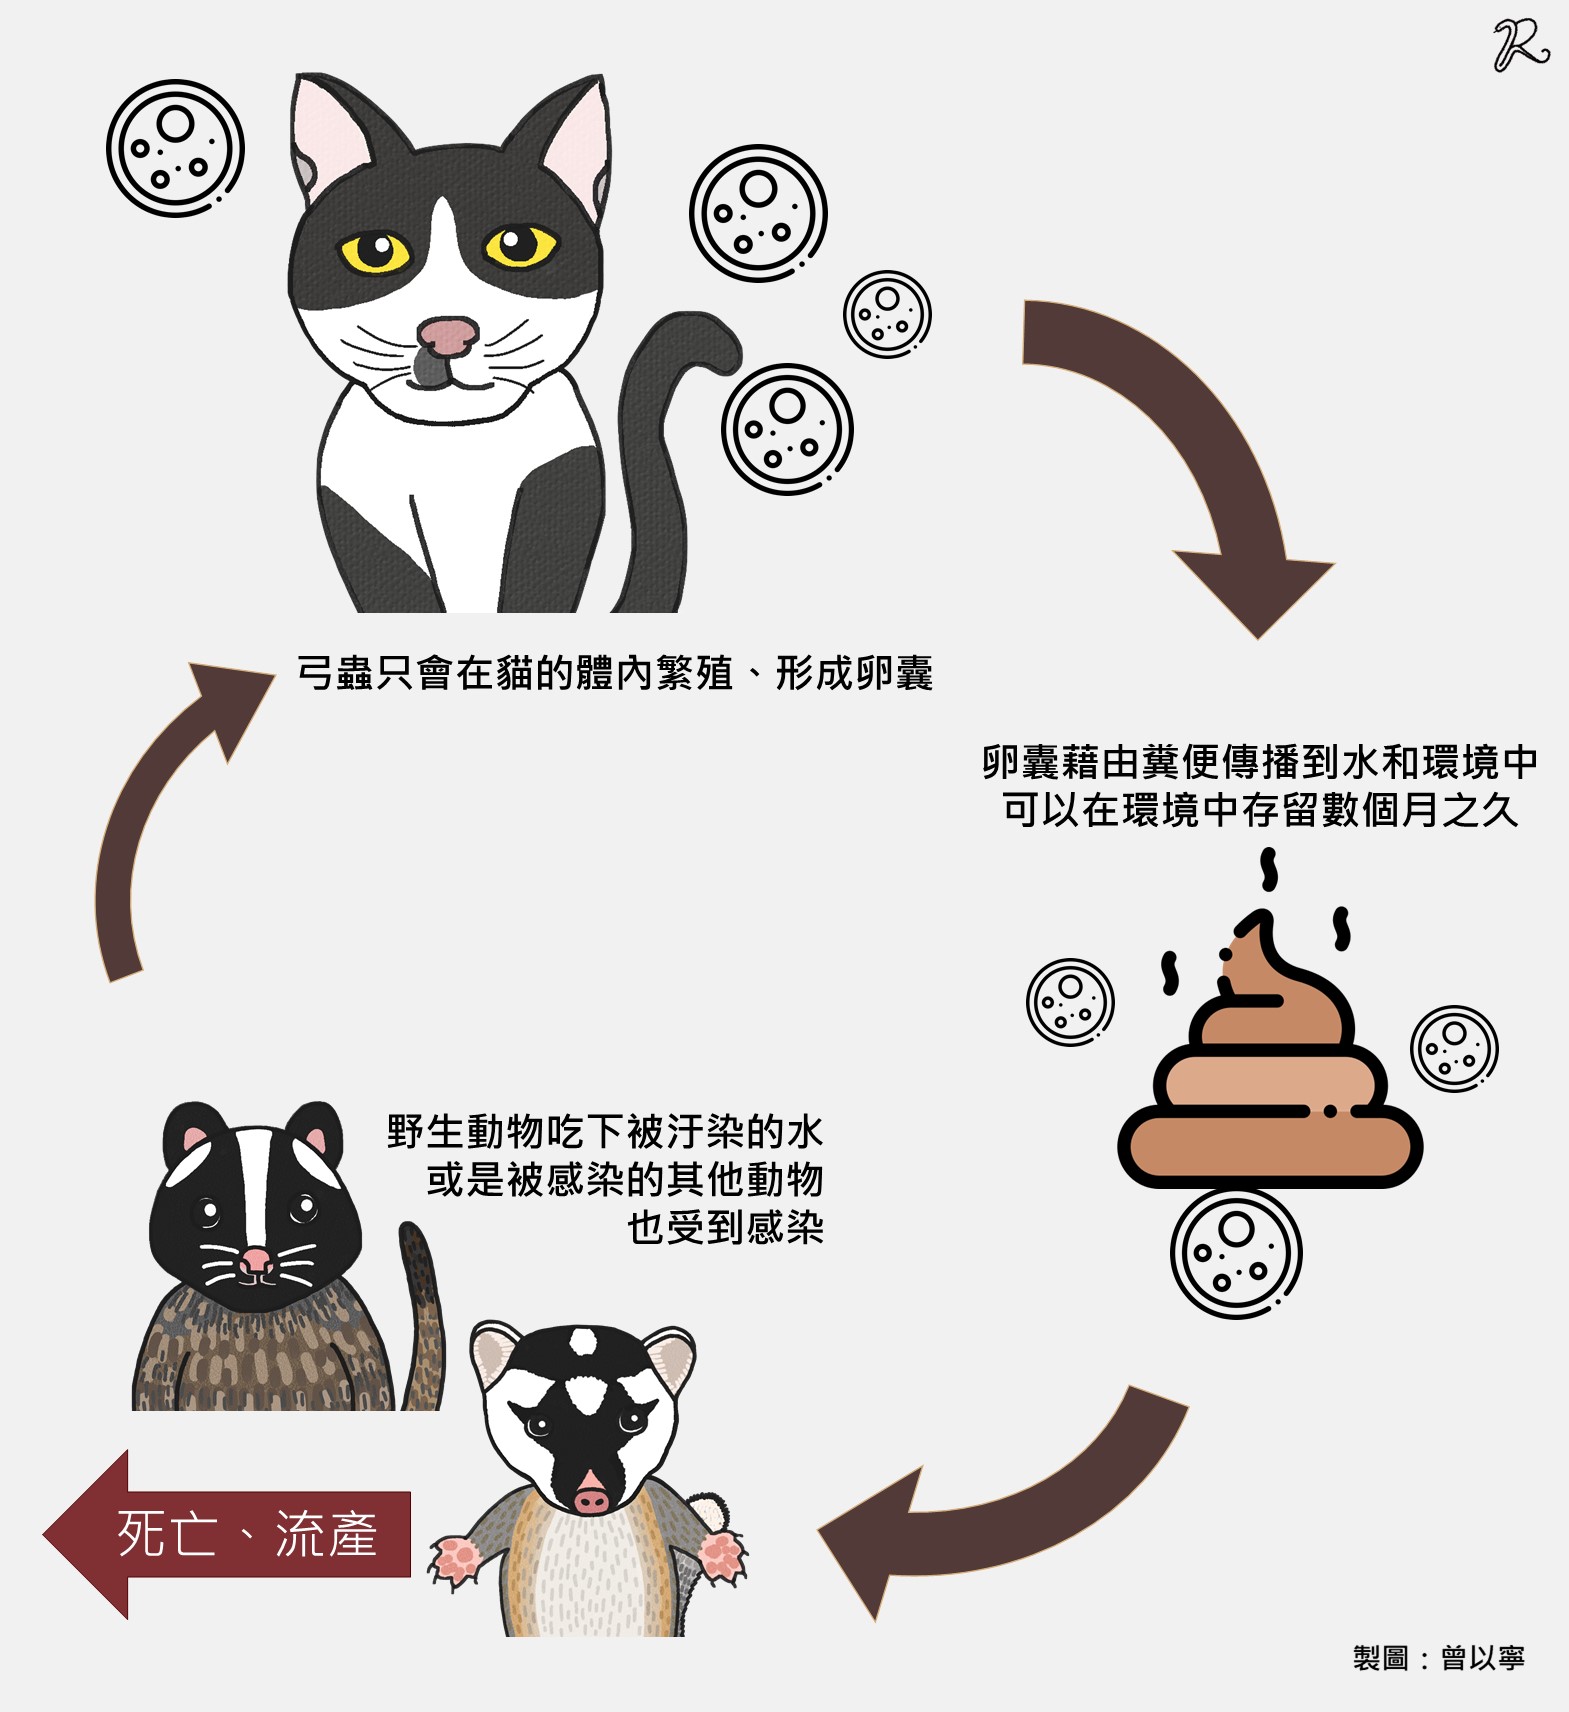 R
弓蟲只會在貓的體內繁殖、形成卵囊
卵囊藉由糞便傳播到水和環境中
可以在環境中存留數個月之久
野生動物吃下被汙染的水
或是被感染的其他動物
也受到感染
死亡、流產
製圖：曾以寧